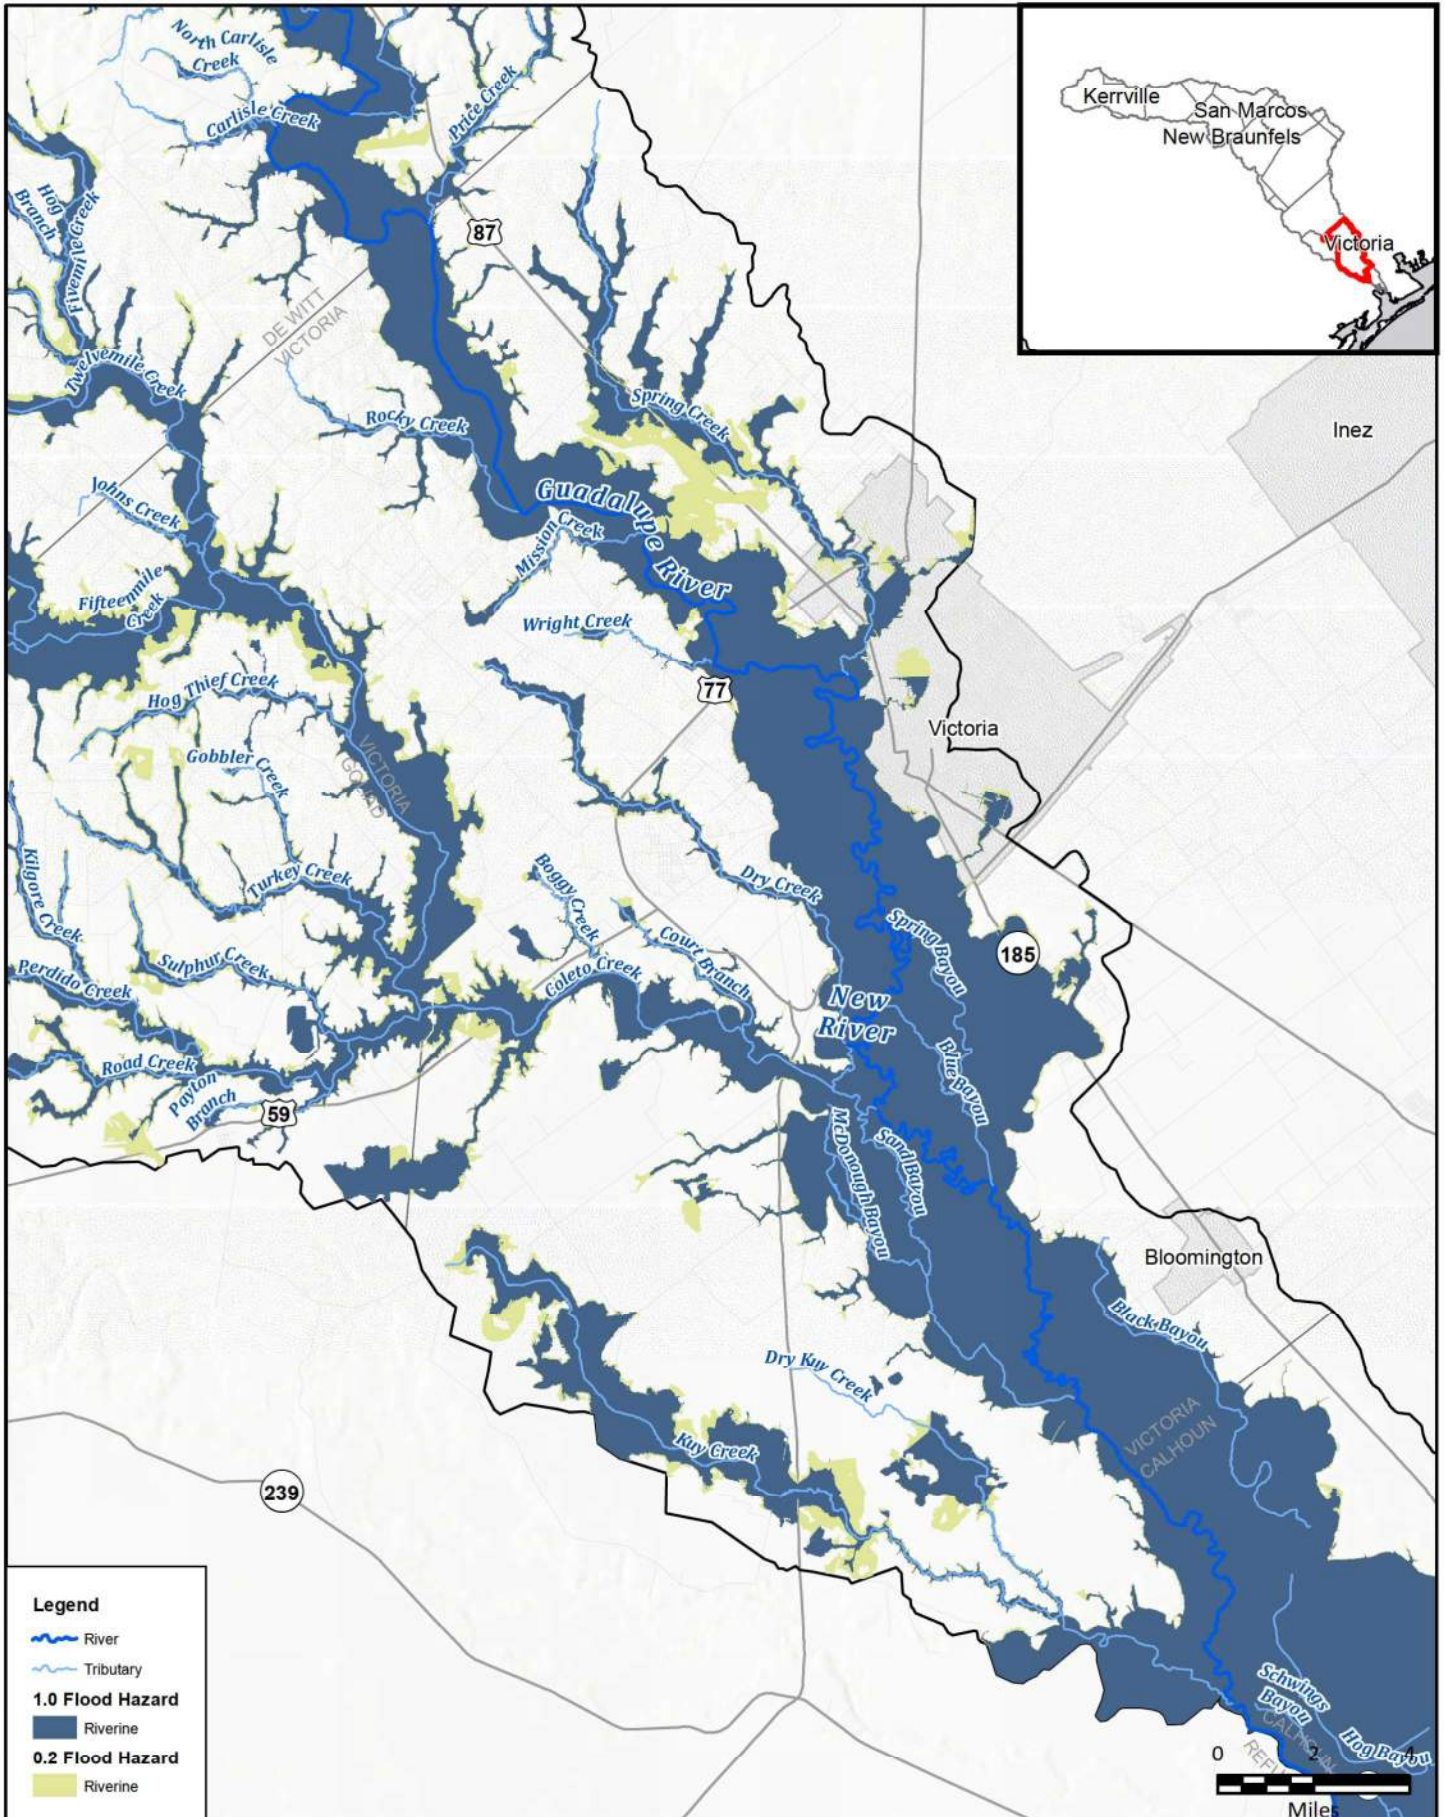 North Carlisle
Creek
Carlisle Creek
Price Creek
Hog
Branch
Fivemile Creek
87
DE WITT
VICTORIA
Twelvemile Creek
Rocky Creek
Spring Creek
Johns Creek
Guadalupe River
Mission Creek
Fifteenmile
Creek
Wright Creek
77
Hog Thief Creek
Victoria
VICTORIA
GOLIAD
Gobbler Creek
Kilgore Creek
Turkey Creek
Boggy Creek
Dry Creek
Spring Bayou
Court Branch
185
Sulphur Creek
Perdido Creek
Coleto Creek
New
River
Blue Bayou
Road Creek
Payton
Branch
59
McDonough Bayou
Sand Bayou
Bloomington
Black Bayou
Dry Kuy Creek
VICTORIA
CALHOUN
Kuy Creek
239
Schwings
Bayou
CALHOUN
Hog Bayou
Kerrville
San Marcos
New Braunfels
Victoria
Inez
Legend
River
Tributary
1.0 Flood Hazard
Riverine
0.2 Flood Hazard
Riverine
0 2 4
Miles